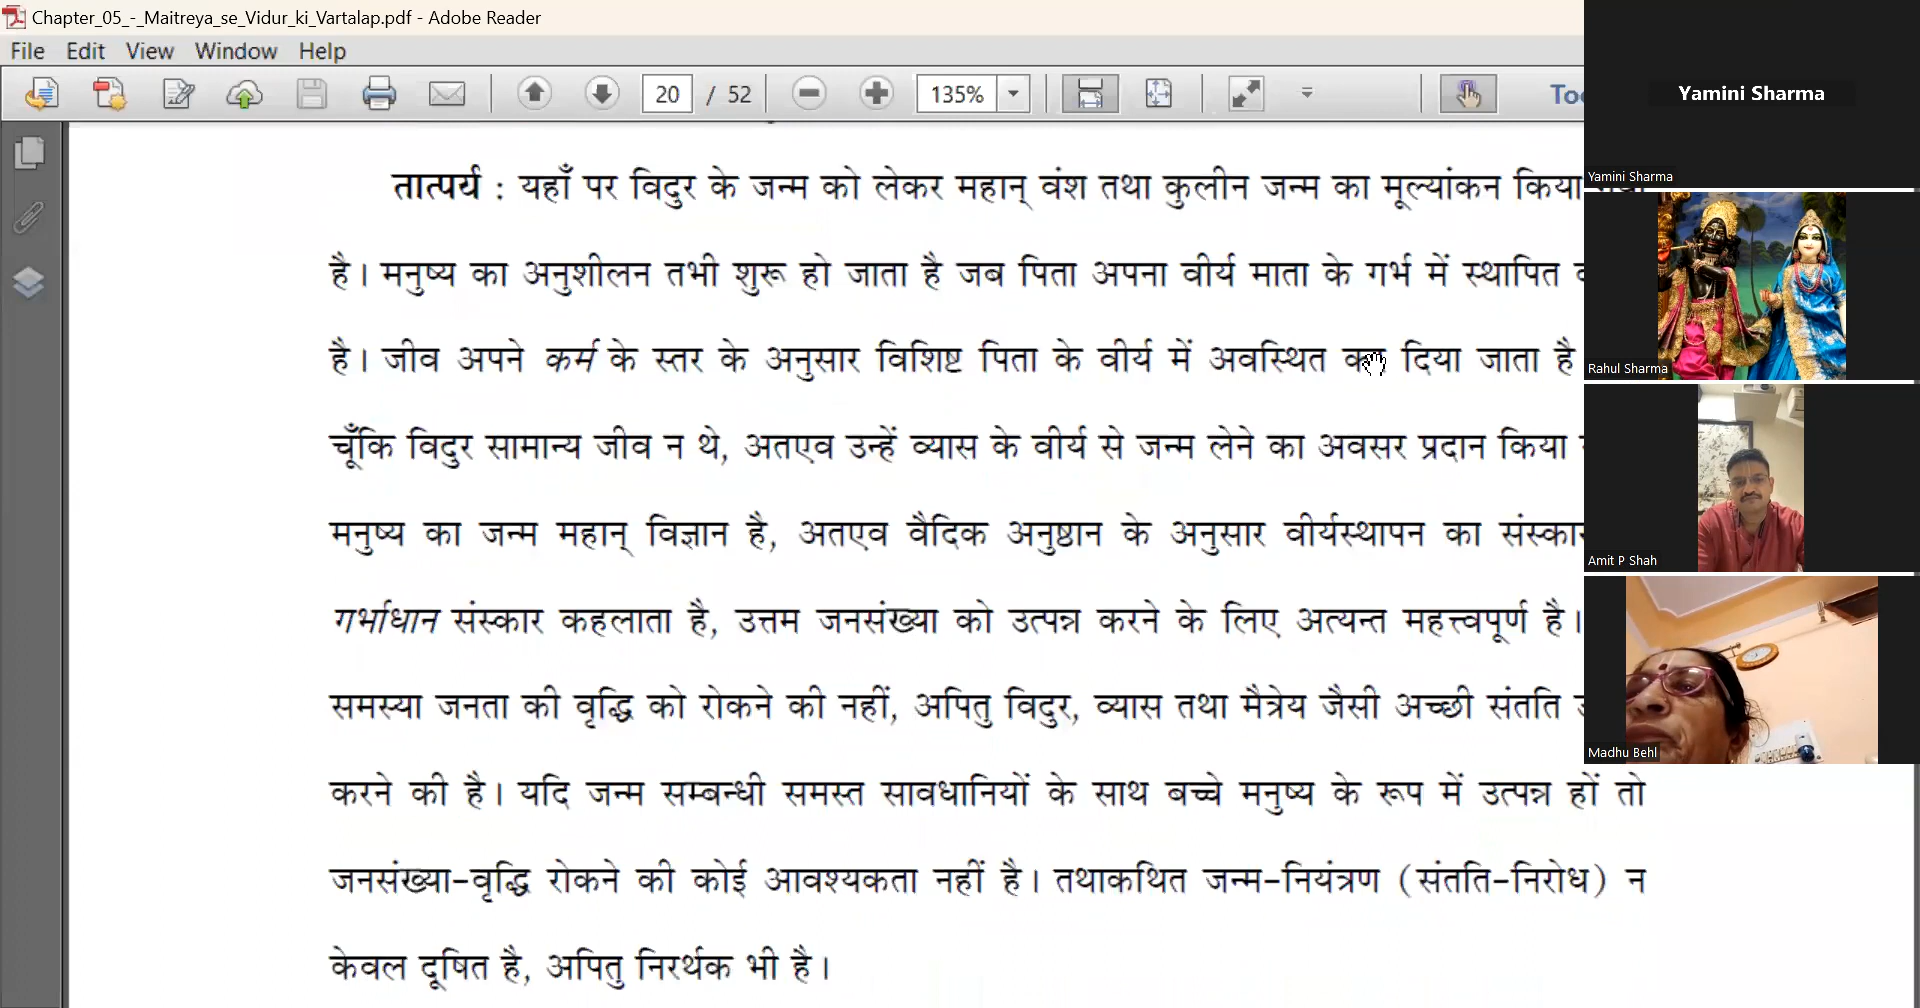 Chapter_05_-_Maitreya_se_Vidur_ki_Vartalap.pdf - Adobe Reader
File Edit View Window Help
20 / 52 135%
Yamini Sharma
Yamini Sharma
Rahul Sharma
Amit P Shah
Madhu Behl
तात्पर्य : यहाँ पर विदुर के जन्म को लेकर महान् वंश तथा कुलीन जन्म का मूल्यांकन किया
है। मनुष्य का अनुशीलन तभी शुरू हो जाता है जब पिता अपना वीर्य माता के गर्भ में स्थापित
है। जीव अपने कर्म के स्तर के अनुसार विशिष्ट पिता के वीर्य में अवस्थित कर दिया जाता है
चूँकि विदुर सामान्य जीव न थे, अतएव उन्हें व्यास के वीर्य से जन्म लेने का अवसर प्रदान किया
मनुष्य का जन्म महान् विज्ञान है, अतएव वैदिक अनुष्ठान के अनुसार वीर्यस्थापन का संस्कार
गर्भाधान संस्कार कहलाता है, उत्तम जनसंख्या को उत्पन्न करने के लिए अत्यन्त महत्त्वपूर्ण है।
समस्या जनता की वृद्धि को रोकने की नहीं, अपितु विदुर, व्यास तथा मैत्रेय जैसी अच्छी संतति
करने की है। यदि जन्म सम्बन्धी समस्त सावधानियों के साथ बच्चे मनुष्य के रूप में उत्पन्न हों तो
जनसंख्या-वृद्धि रोकने की कोई आवश्यकता नहीं है। तथाकथित जन्म-नियंत्रण (संतति-निरोध) न
केवल दूषित है, अपितु निरर्थक भी है।